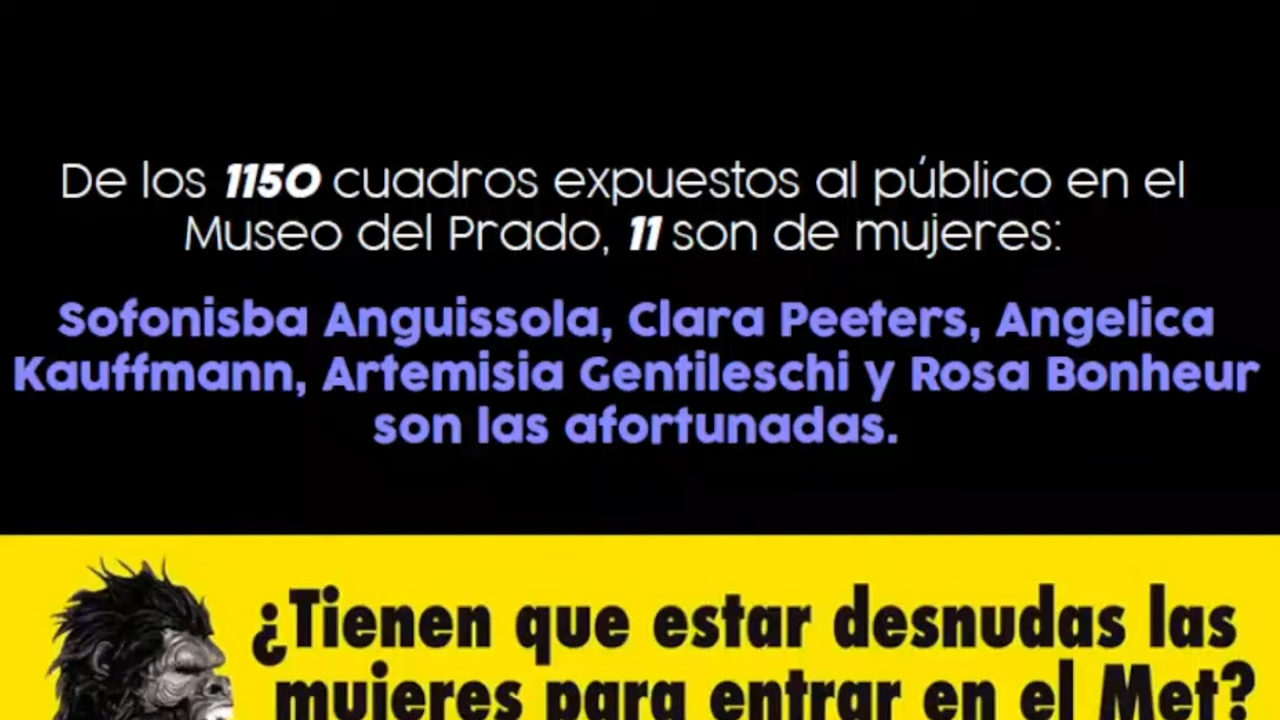 De los 1150 cuadros expuestos al público en el
Museo del Prado, 11 son de mujeres:
Sofonisba Anguissola, Clara Peeters, Angelica
Kauffmann, Artemisia Gentileschi y Rosa Bonheur
son las afortunadas.
¿Tienen que estar desnudas las
mujeres para entrar en el Met?